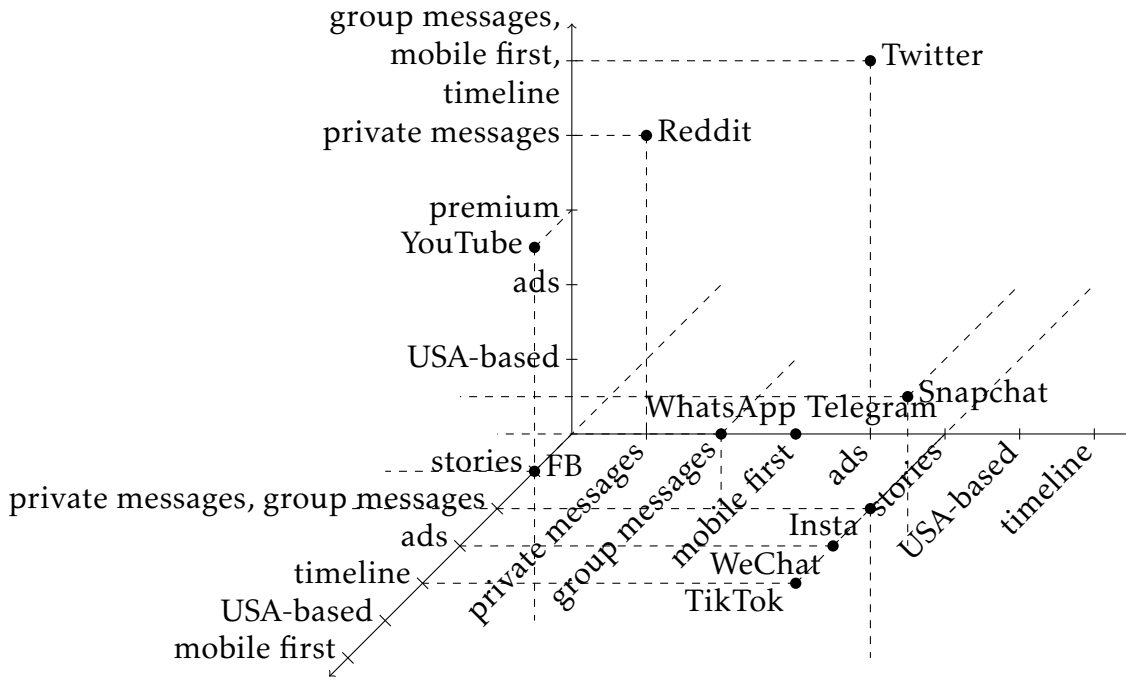 group messages,
mobile first,
timeline
Twitter
private messages
Reddit
premium
YouTube
ads
USA-based
Snapchat
WhatsApp
Telegram
stories
FB
private messages, group messages
ads
timeline
USA-based
mobile first
Insta
WeChat
TikTok
private messages
group messages
mobile first
ads
stories
USA-based
timeline